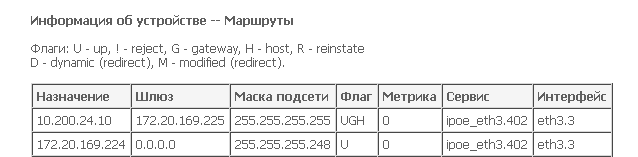 Информация об устройстве -- Маршруты
Флаги: U - up, ! - reject, G - gateway, H - host, R - reinstate
D - dynamic (redirect), M - modified (redirect).
Назначение Шлюз Маска подсети Флаг Метрика Сервис Интерфейс
10.200.24.10 172.20.169.225 255.255.255.255 UGH 0 ipoe_eth3.402 eth3.3
172.20.169.224 0.0.0.0 255.255.255.248 U 0 ipoe_eth3.402 eth3.3